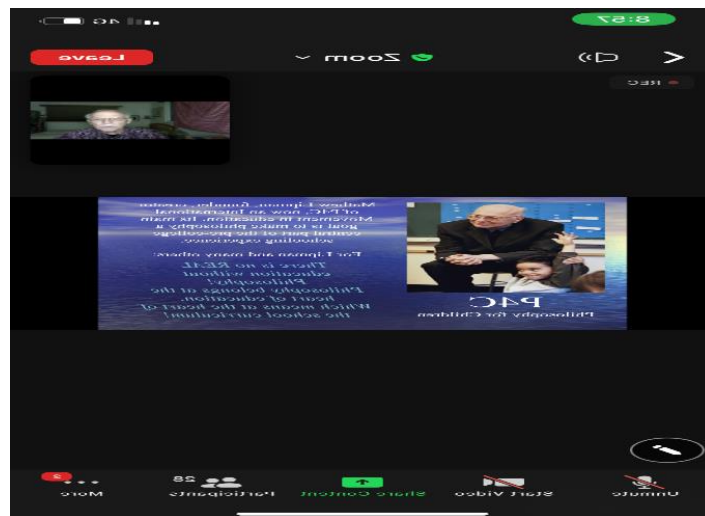 8:57
4G
Zoom
Leave
REC
Mathew Lipman, founder, creator
of P4C, now an International
Movement in education. Its main
goal is to make philosophy a
central part of the pre-college
schooling experience.
For Lipman and many others:
There is no REAL
education without
Philosophy!
Philosophy belongs at the
heart of education.
Which means at the heart of
the school curriculum!
P4C
Philosophy for Children
Unmute
Start Video
Share Content
28
Participants
More